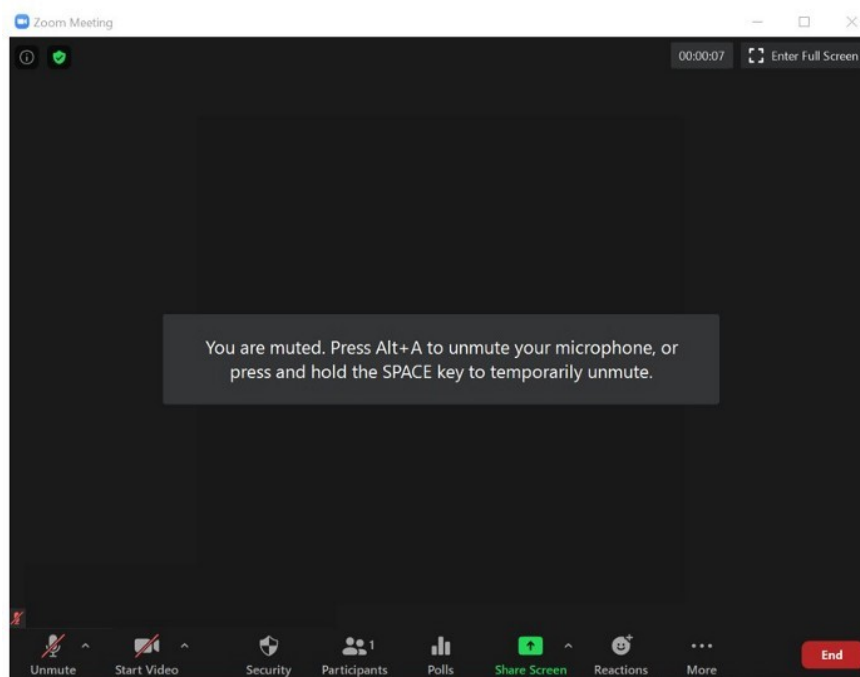 Zoom Meeting
00:00:07
Enter Full Screen
You are muted. Press Alt+A to unmute your microphone, or
press and hold the SPACE key to temporarily unmute.
1
Unmute
Start Video
Security
Participants
Polls
Share Screen
Reactions
More
End